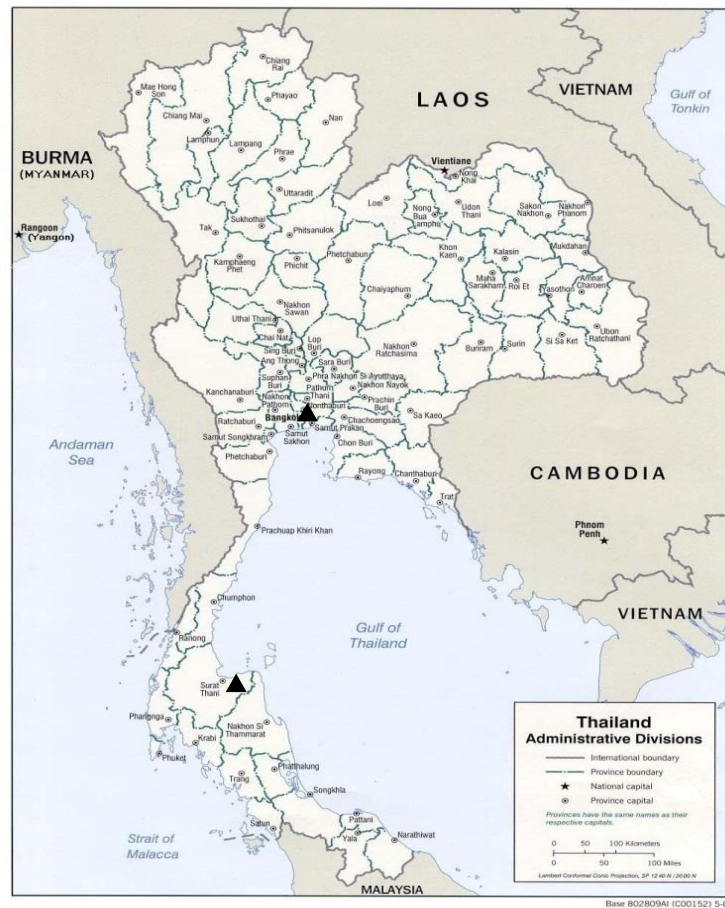 Chiang
Rai
Mae Hong
Son
Phayao
Chiang Mai
Nan
Lamphun
Lampang
Phrae
LAOS
VIETNAM
Gulf of
Tonkin
BURMA
(MYANMAR)
Vientiane
Nong
Khai
Uttaradit
Loei
Nong
Bua
Lamphu
Udon
Thani
Sakon
Nakhon
Nakhon
Phanom
Rangoon
(Yangon)
Tak
Sukhothai
Phitsanulok
Khon
Kaen
Kalasin
Mukdahan
Kamphaeng
Phet
Phichit
Phetchabun
Maha
Sarakham
Roi Et
Yasothon
Amnat
Charoen
Chaiyaphum
Nakhon
Sawan
Uthai Thani
Chai Nat
Lop
Buri
Sing Buri
Ang Thong
Sara Buri
Nakhon
Ratchasima
Buriram
Surin
Si Sa Ket
Ubon
Ratchathani
Suphan
Buri
Phra Nakhon Si Ayutthaya
Pathum
Thani
Nakhon Nayok
Kanchanaburi
Nakhon
Pathom
Nonthaburi
Prachin
Buri
Bangkok
Sa Kaeo
Ratchaburi
Chachoengsao
Samut Songkhram
Samut
Sakhon
Samut Prakan
Chon Buri
Phetchaburi
Rayong
Chanthaburi
Trat
Andaman
Sea
CAMBODIA
Phnom
Penh
Prachuap Khiri Khan
Chumphon
VIETNAM
Gulf of
Thailand
Ranong
Surat
Thani
Phangnga
Nakhon Si
Thammarat
Krabi
Phuket
Phatthalung
Trang
Songkhla
Satun
Pattani
Yala
Narathiwat
Strait of
Malacca
MALAYSIA
Thailand
Administrative Divisions
International boundary
Province boundary
National capital
Province capital
Provinces have the same names as their
respective capitals.
0 50 100 Kilometers
0 50 100 Miles
Lambert Conformal Conic Projection, SP 12 40 N / 20 00 N
Base 802809AI (C00152) 5-